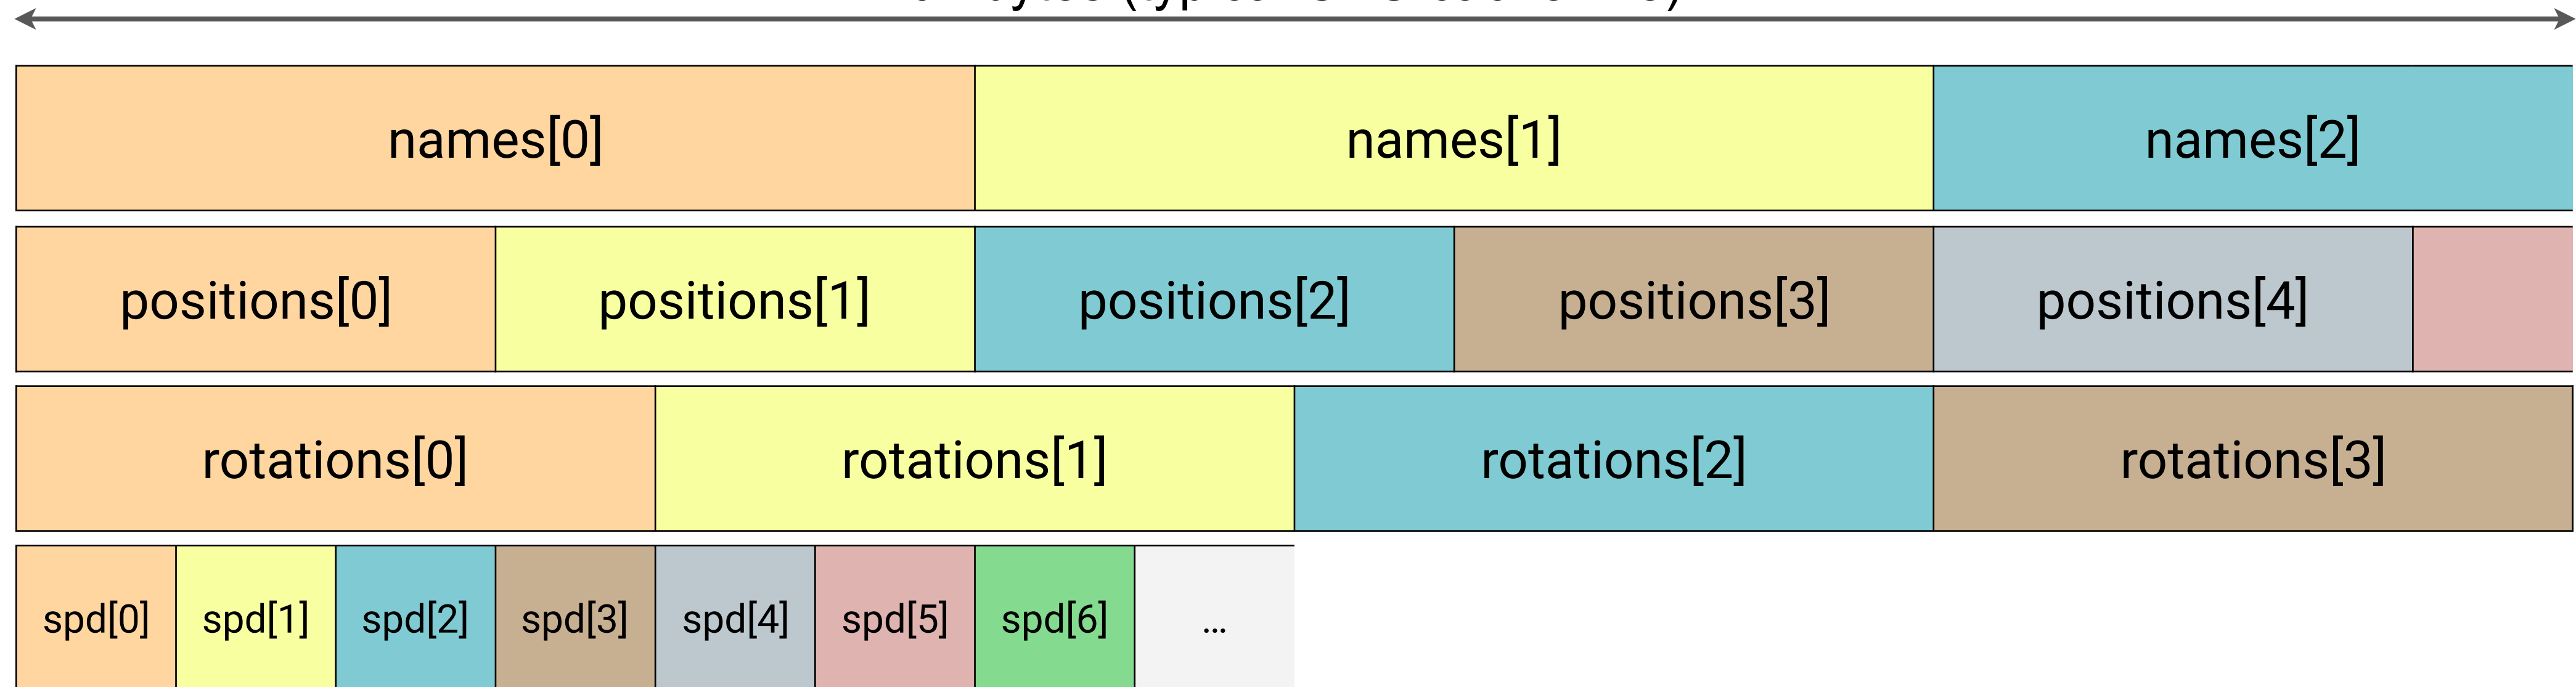 names[0] names[1] names[2]
positions[0] positions[1] positions[2] positions[3] positions[4]
rotations[0] rotations[1] rotations[2] rotations[3]
spd[0] spd[1] spd[2] spd[3] spd[4] spd[5] spd[6] ...